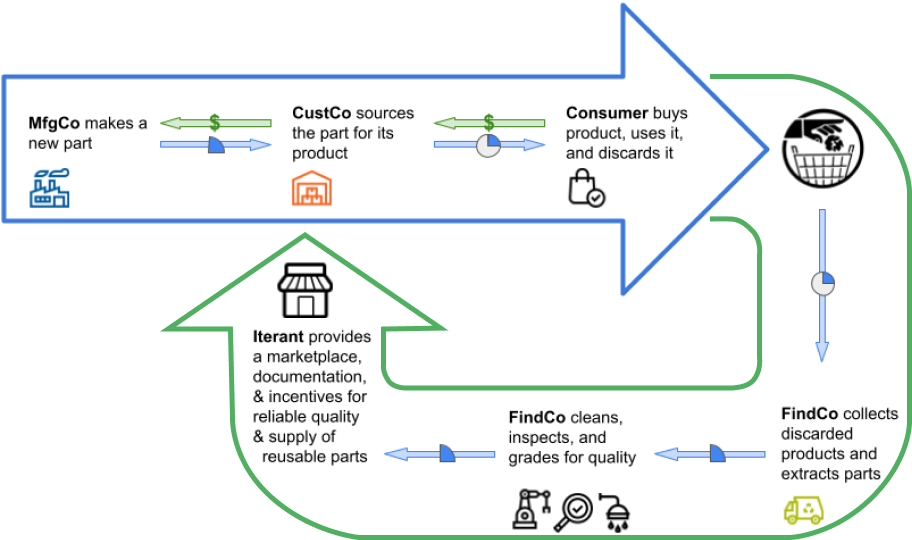 MfgCo makes a
new part
$
CustCo sources
the part for its
product
$
Consumer buys
product, uses it,
and discards it
Iterant provides
a marketplace,
documentation,
& incentives for
reliable quality
& supply of
reusable parts
FindCo cleans,
inspects, and
grades for quality
FindCo collects
discarded
products and
extracts parts